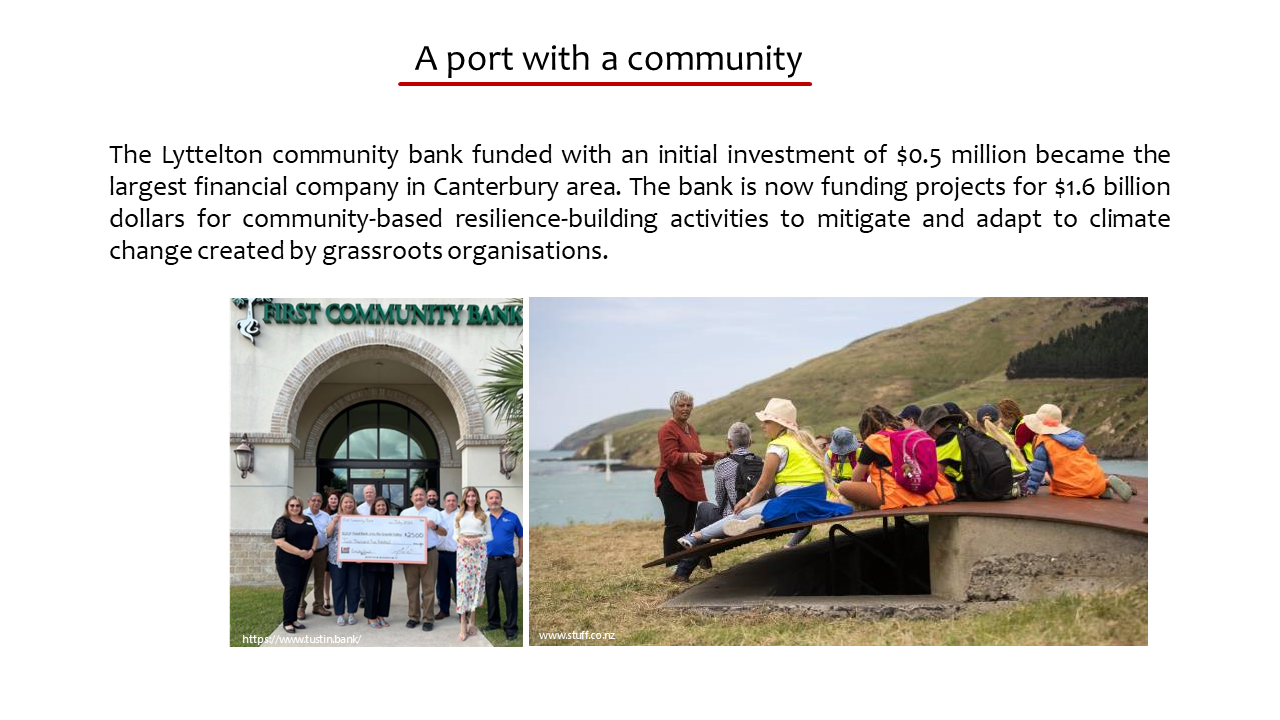 A port with a community
The Lyttelton community bank funded with an initial investment of $0.5 million became the
largest financial company in Canterbury area. The bank is now funding projects for $1.6 billion
dollars for community-based resilience-building activities to mitigate and adapt to climate
change created by grassroots organisations.
FIRST COMMUNITY BANK
$2500
https://www.tustin.bank/
www.stuff.co.nz